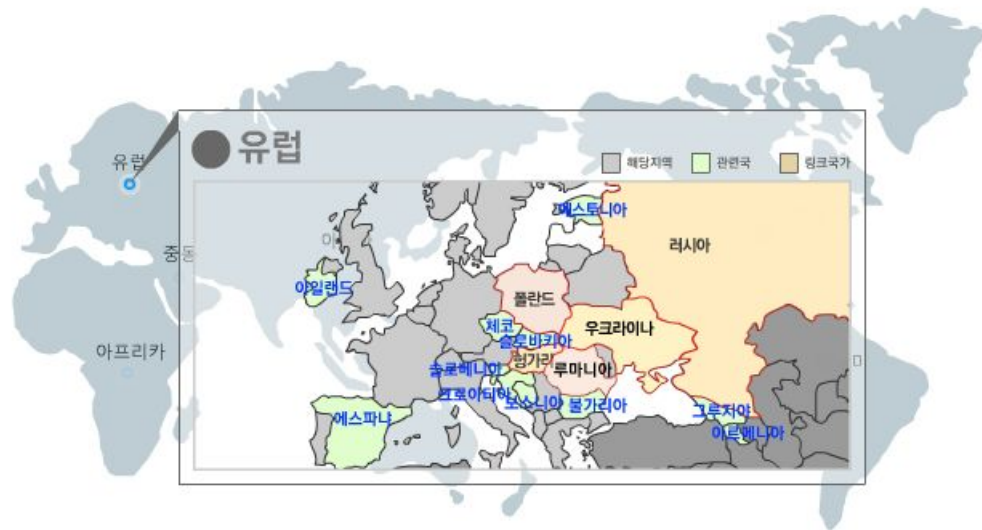 유럽
해당지역
관련국
링크국가
유럽
에스토니아
러시아
중동
아일랜드
폴란드
체코
우크라이나
슬로바키아
헝가리
루마니아
아프리카
슬로베니아
크로아티아
보스니아
불가리아
그루지야
에스파냐
아르메니아